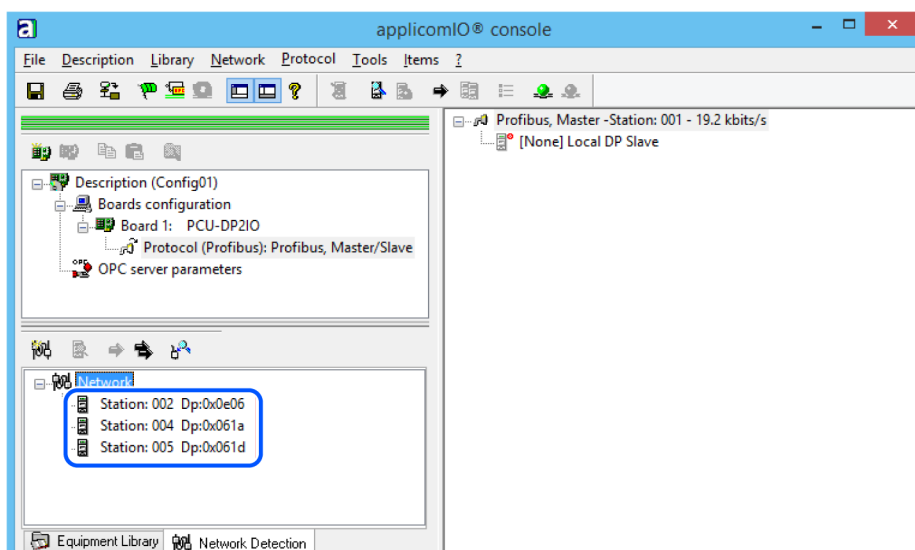 applicomIO® console
File Description Library Network Protocol Tools Items ?
Profibus, Master -Station: 001 - 19.2 kbits/s
[None] Local DP Slave
Description (Config01)
Boards configuration
Board 1: PCU-DP2IO
Protocol (Profibus): Profibus, Master/Slave
OPC server parameters
Network
Station: 002 Dp:0x0e06
Station: 004 Dp:0x061a
Station: 005 Dp:0x061d
Equipment Library Network Detection